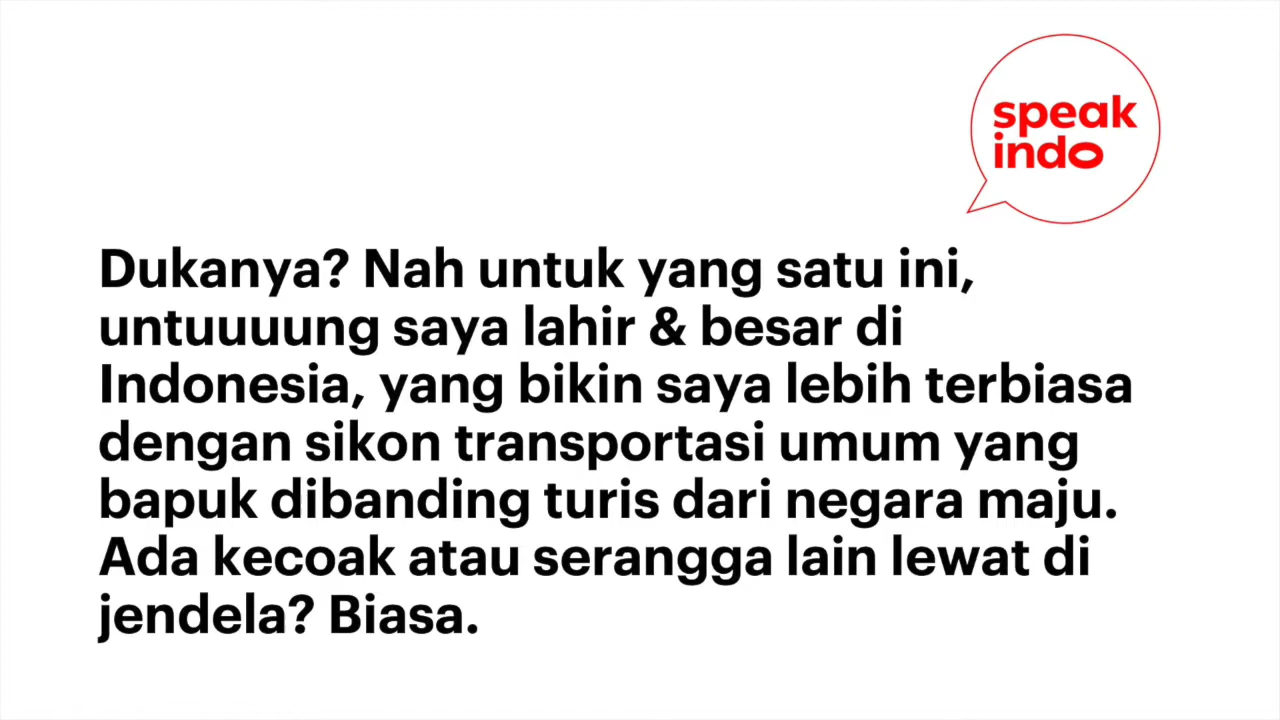 speak
indo
Dukanya? Nah untuk yang satu ini,
untuuuung saya lahir & besar di
Indonesia, yang bikin saya lebih terbiasa
dengan sikon transportasi umum yang
bapuk dibanding turis dari negara maju.
Ada kecoak atau serangga lain lewat di
jendela? Biasa.